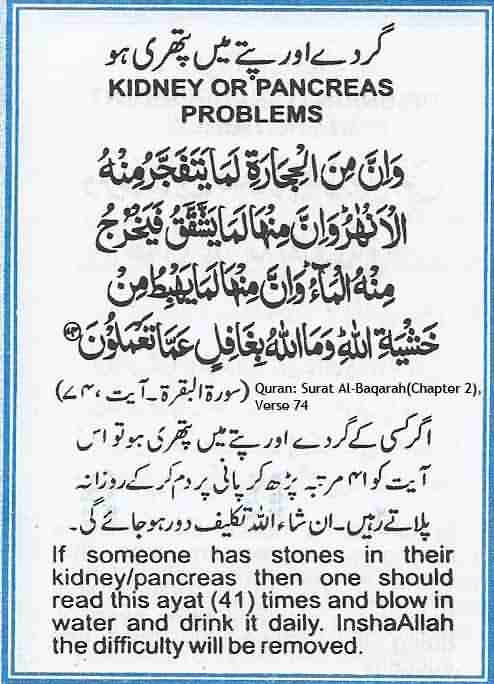 گردے اور پتے میں پتھری ہو
KIDNEY OR PANCREAS
PROBLEMS
وَاِنَّ مِنَ الْحِجَارَةِ لَمَا يَتَفَجَّرُ مِنْهُ
الْاَنْهٰرُ وَاِنَّ مِنْهَا لَمَا يَشَّقَّقُ فَيَخْرُجُ
مِنْهُ الْمَآءُ وَاِنَّ مِنْهَا لَمَا يَهْبِطُ مِنْ
خَشْيَةِ اللّٰهِ وَمَا اللّٰهُ بِغَافِلٍ عَمَّا تَعْمَلُوْنَ ﴿۷۴﴾
(سورة البقرة۔ آیت، ۷۴) Quran: Surat Al-Baqarah(Chapter 2),
Verse 74
اگر کسی کے گردے اور پتے میں پتھری ہو تو اس
آیت کو ۴۱ مرتبہ پڑھ کر پانی پر دم کر کے روزانہ
پلاتے رہیں۔ ان شاء اللہ تکلیف دور ہو جائے گی۔
If someone has stones in their
kidney/pancreas then one should
read this ayat (41) times and blow in
water and drink it daily. InshaAllah
the difficulty will be removed.